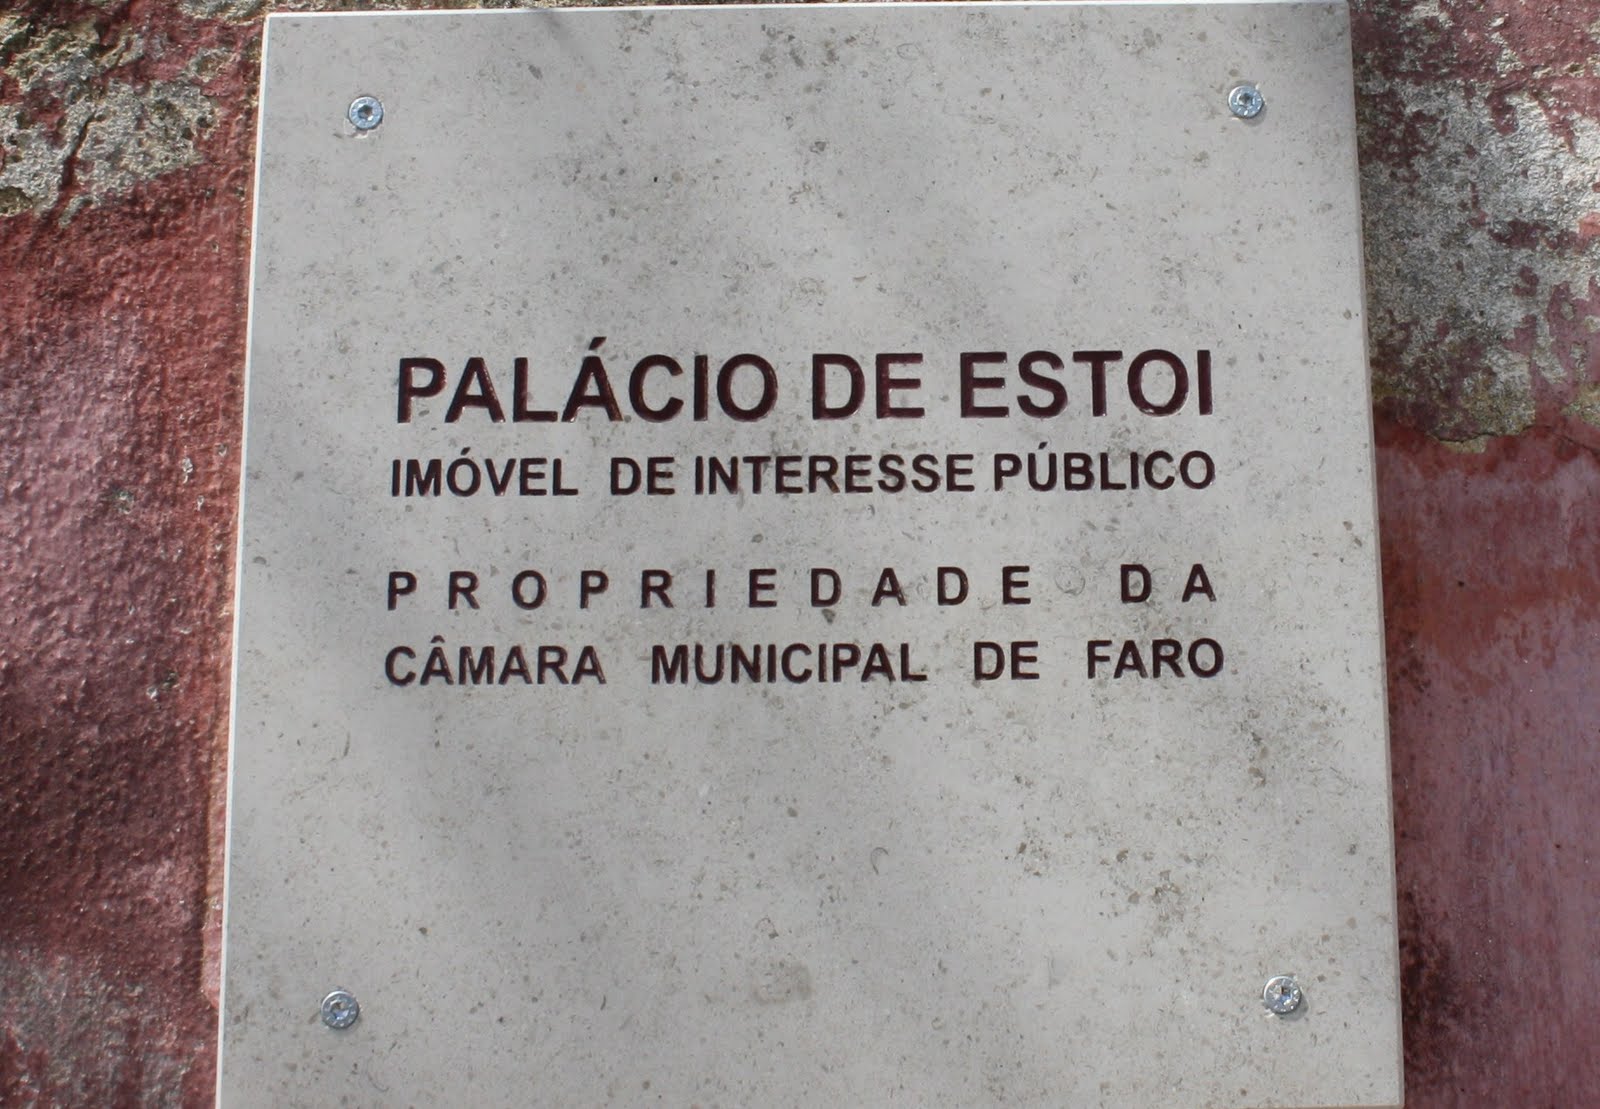 PALÁCIO DE ESTOI
IMÓVEL DE INTERESSE PÚBLICO
PROPRIEDADE DA
CÂMARA MUNICIPAL DE FARO